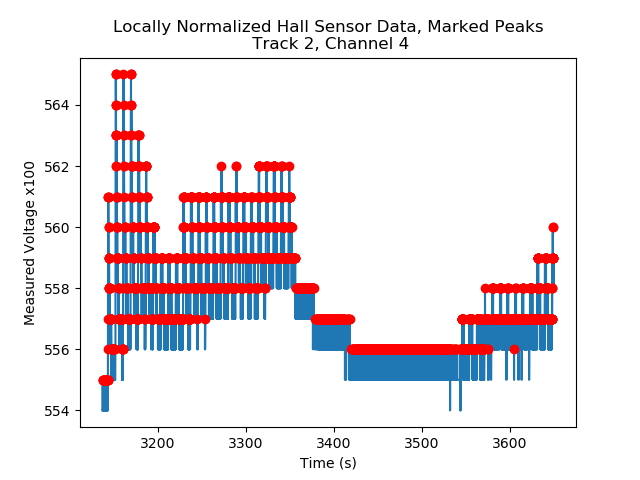 Locally Normalized Hall Sensor Data, Marked Peaks
Track 2, Channel 4
Measured Voltage x100
564
562
560
558
556
554
3200
3300
3400
3500
3600
Time (s)